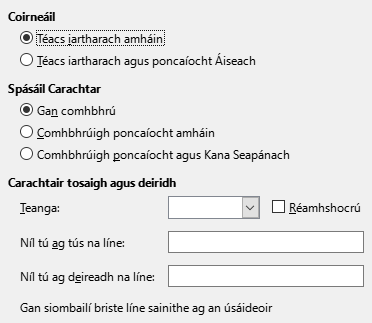 Coirneáil
Téacs iartharach amháin
Téacs iartharach agus poncaíocht Áiseach
Spásáil Carachtar
Gan comhbhrú
Comhbhrúigh poncaíocht amháin
Comhbhrúigh poncaíocht agus Kana Seapánach
Carachtair tosaigh agus deiridh
Teanga: Réamhshocrú
Níl tú ag tús na líne:
Níl tú ag deireadh na líne:
Gan siombailí briste líne sainithe ag an úsáideoir